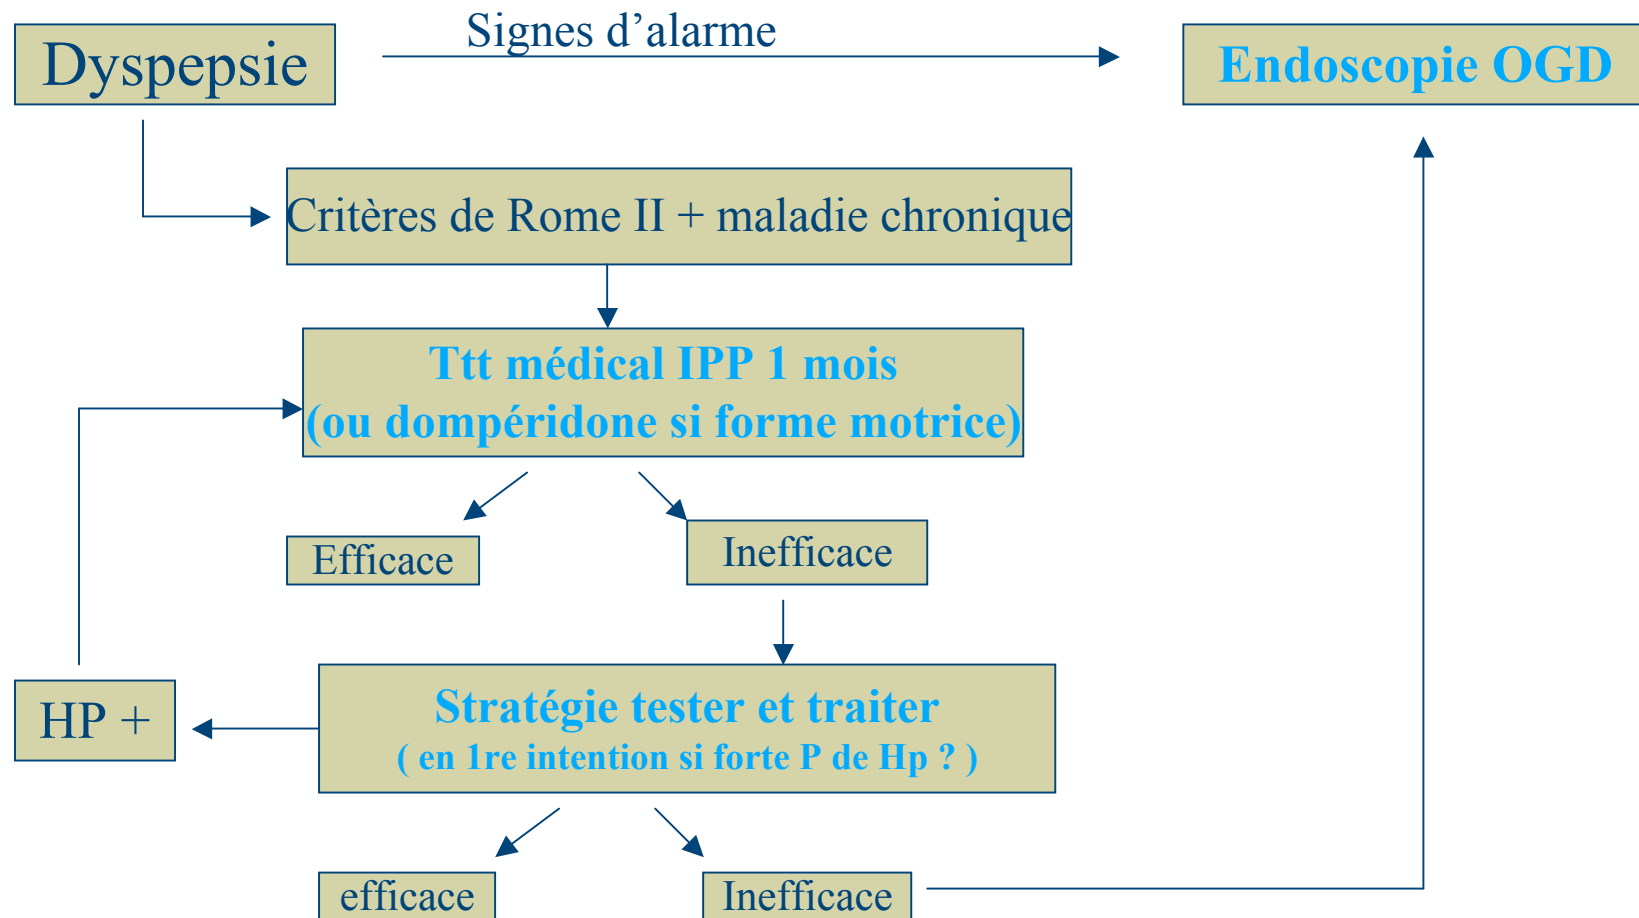 Signes d’alarme
Dyspepsie
Endoscopie OGD
Critères de Rome II + maladie chronique
Ttt médical IPP 1 mois
(ou dompéridone si forme motrice)
Efficace
Inefficace
HP +
Stratégie tester et traiter
( en 1re intention si forte P de Hp ? )
efficace
Inefficace